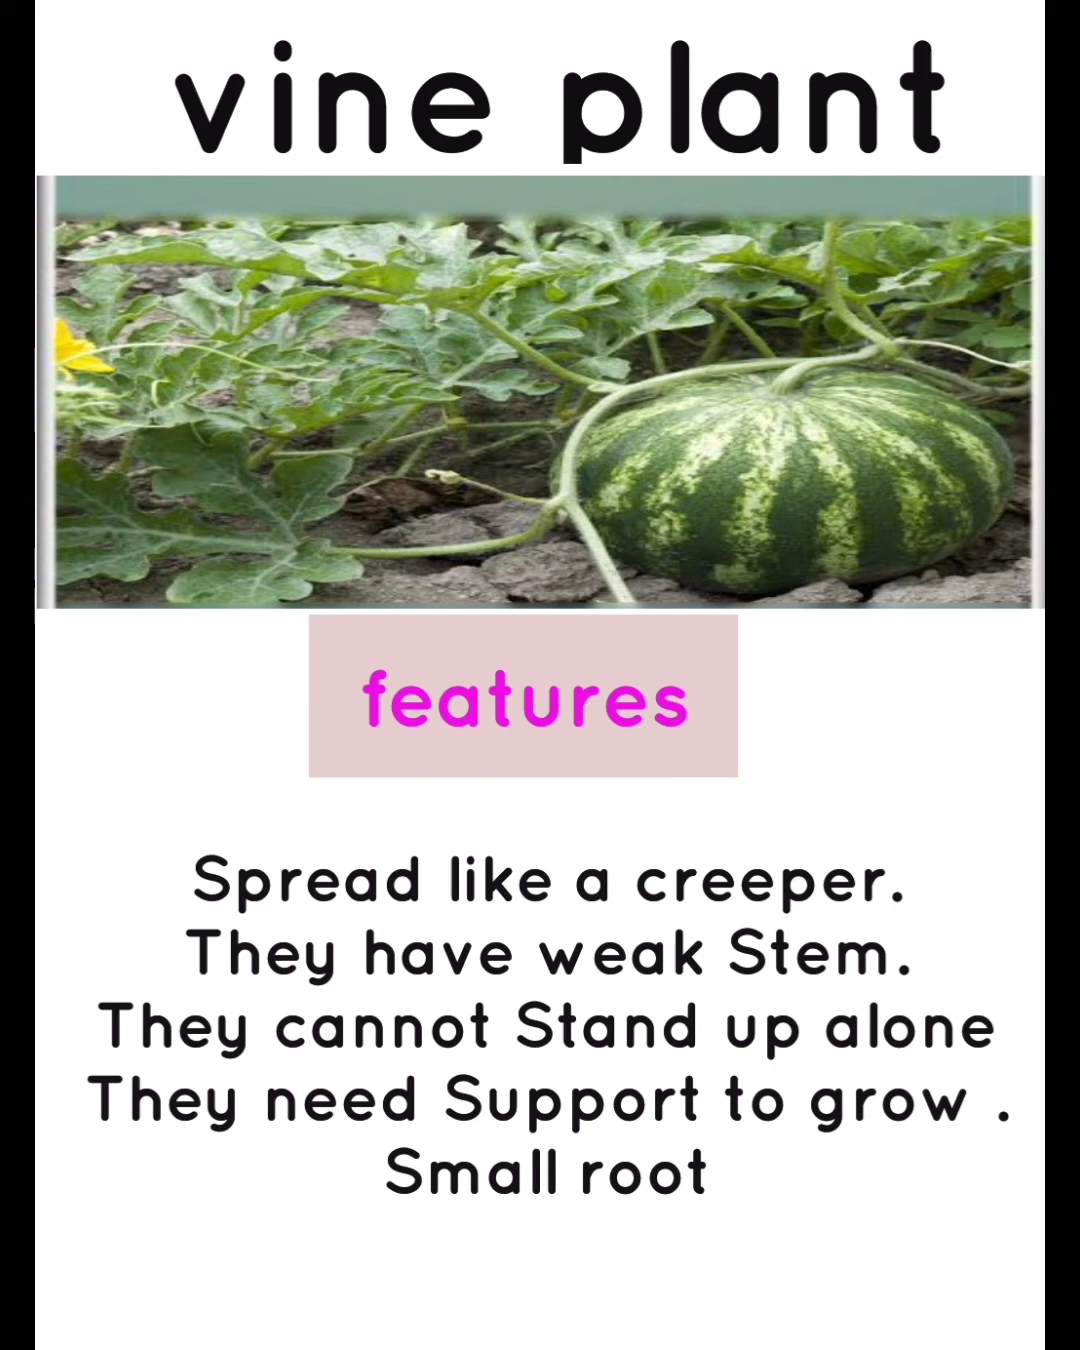 vine plant
features
Spread like a creeper.
They have weak Stem.
They cannot Stand up alone
They need Support to grow .
Small root